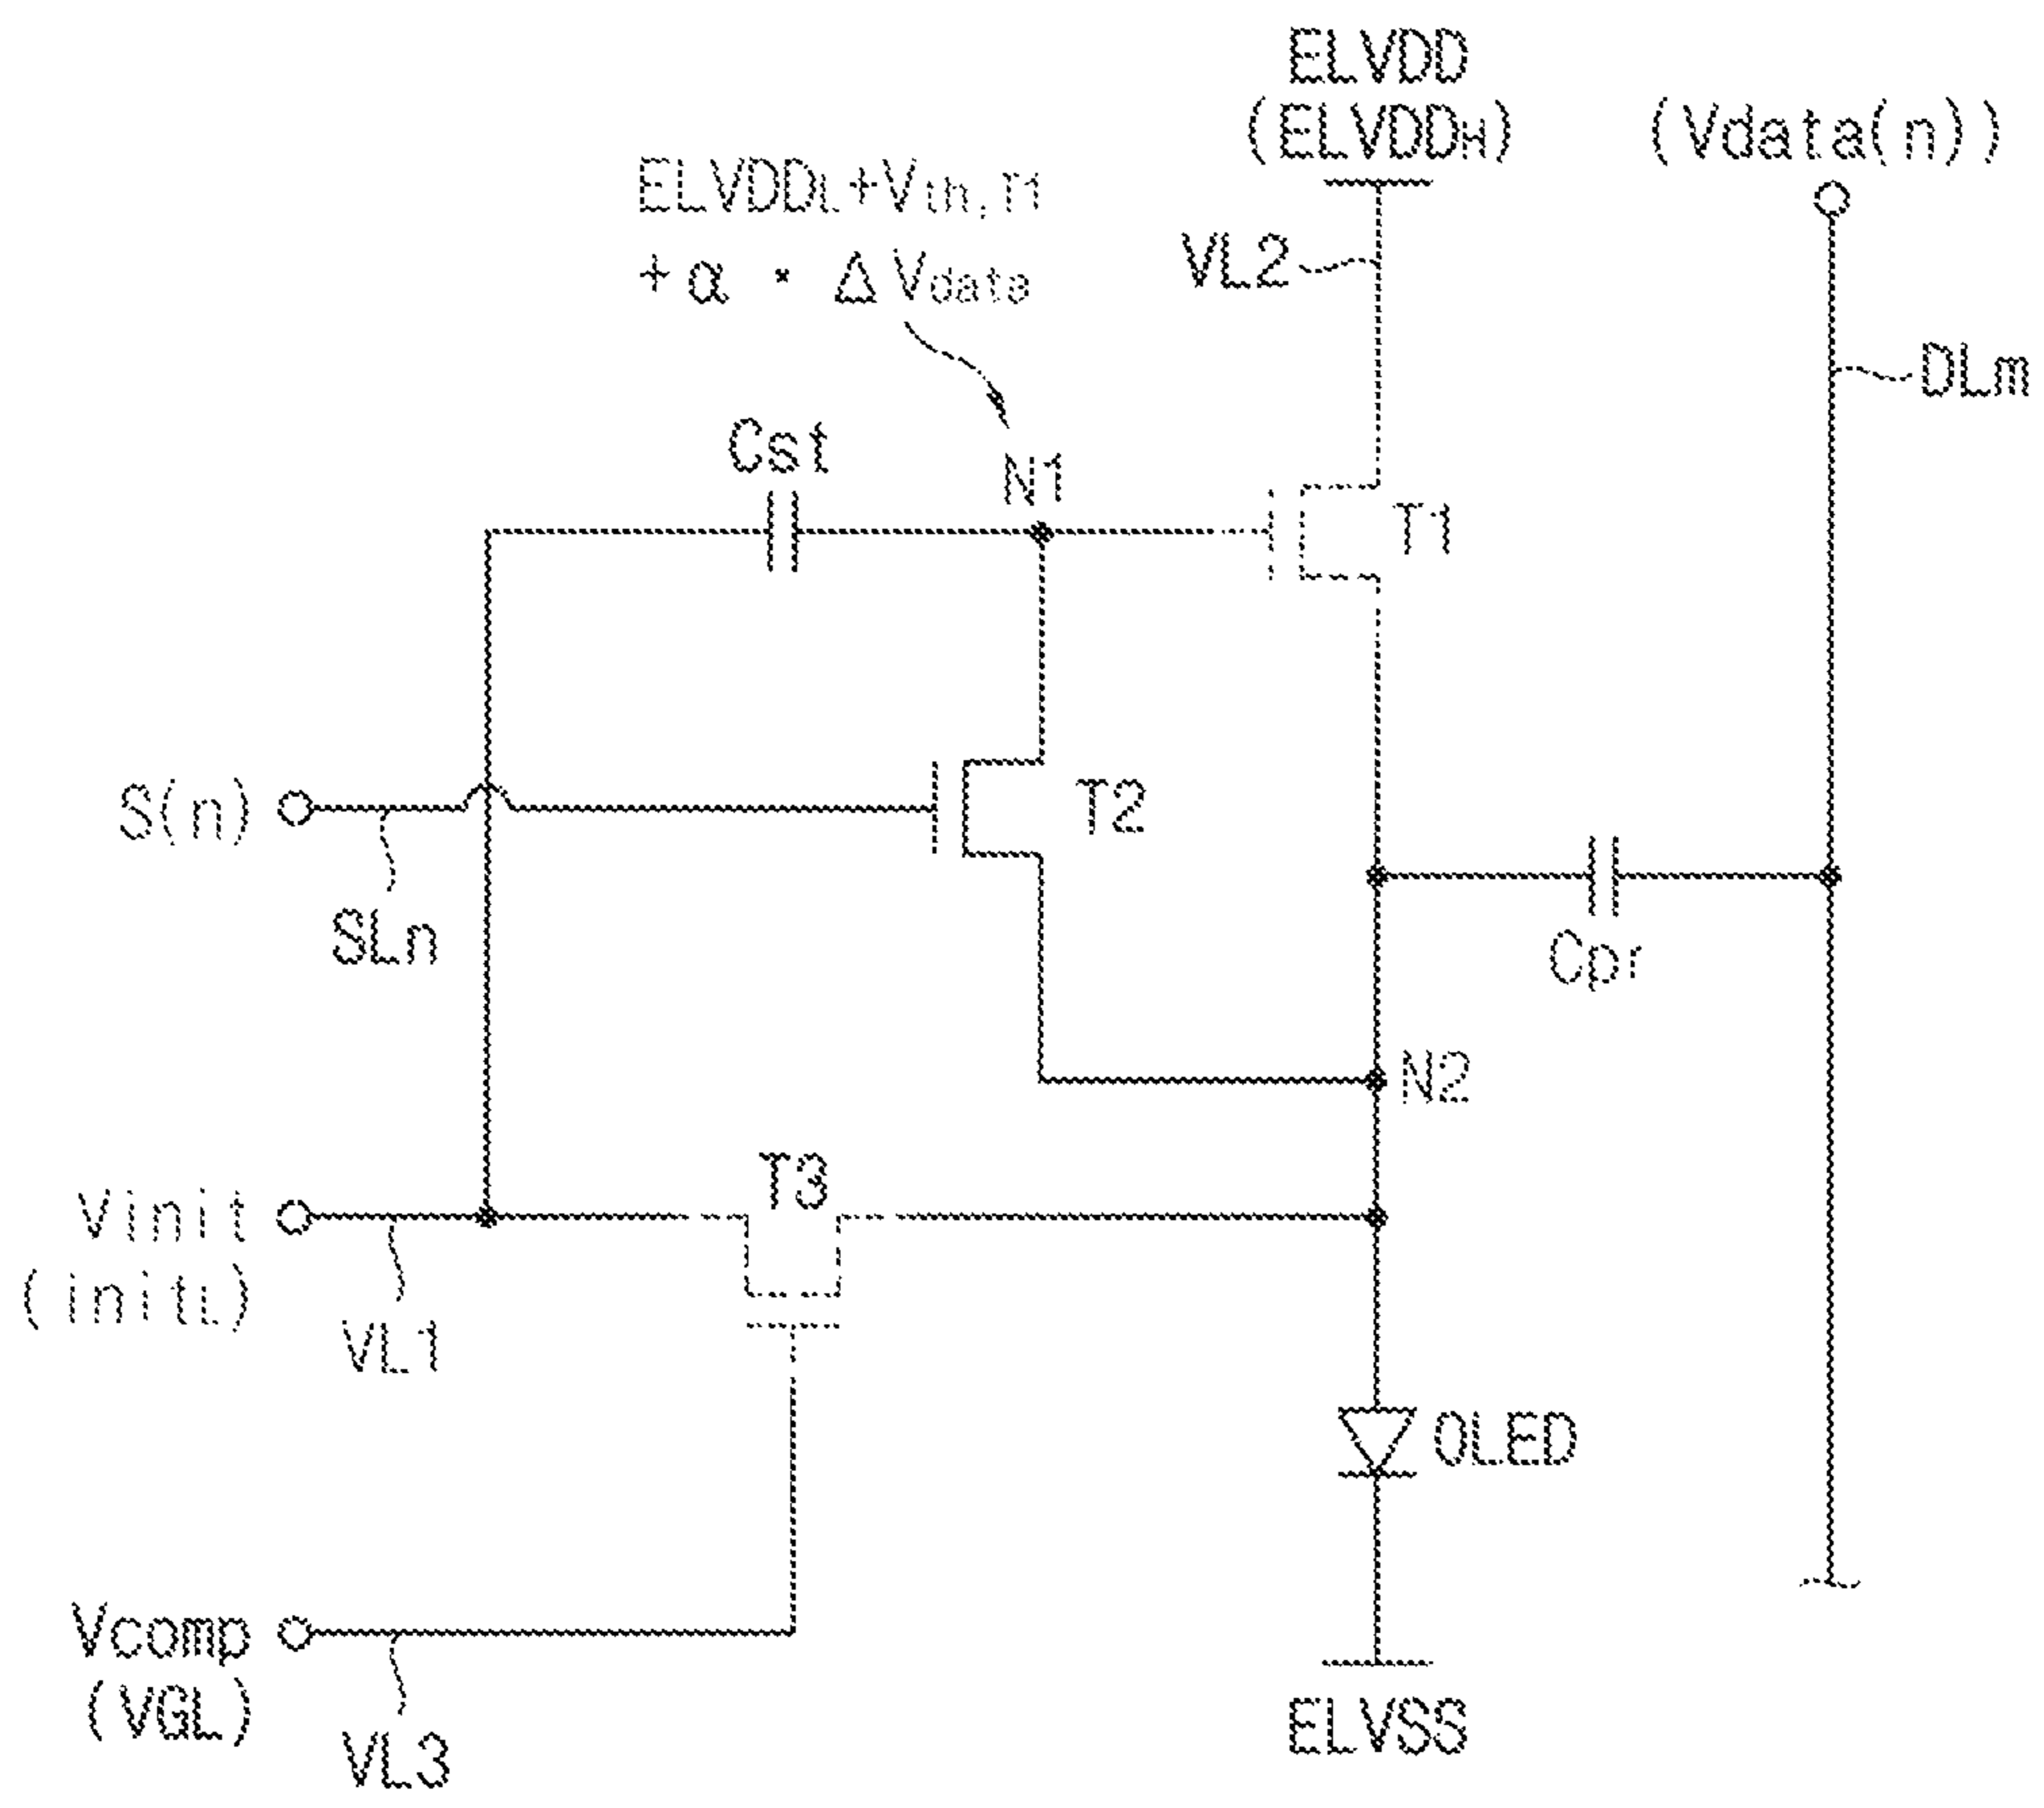 ELVDD
(ELVDDH)
(Vdata(n))
ELVDDL+Vth,T1
+α · ΔVdata
VL2
DLm
Cst
N1
T1
S(n)
T2
SLn
Cpr
N2
T3
Vinit
(initL)
VL1
OLED
Vcomp
(VGL)
VL3
ELVSS